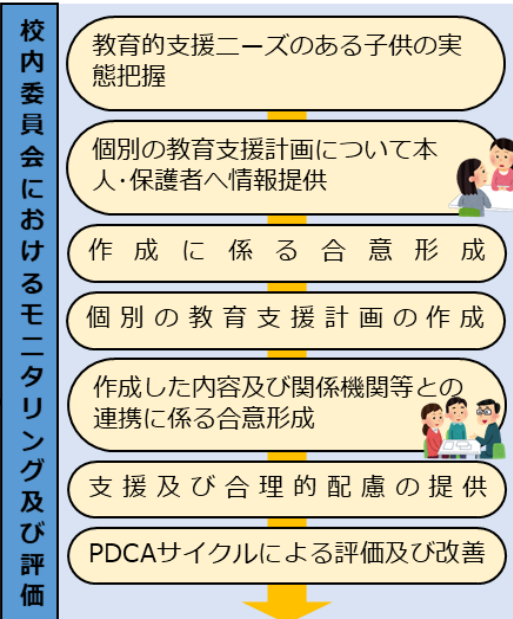 校内委員会におけるモニタリング及び評価
教育的支援ニーズのある子供の実
態把握
個別の教育支援計画について本
人・保護者へ情報提供
作成に係る合意形成
個別の教育支援計画の作成
作成した内容及び関係機関等との
連携に係る合意形成
支援及び合理的配慮の提供
PDCAサイクルによる評価及び改善